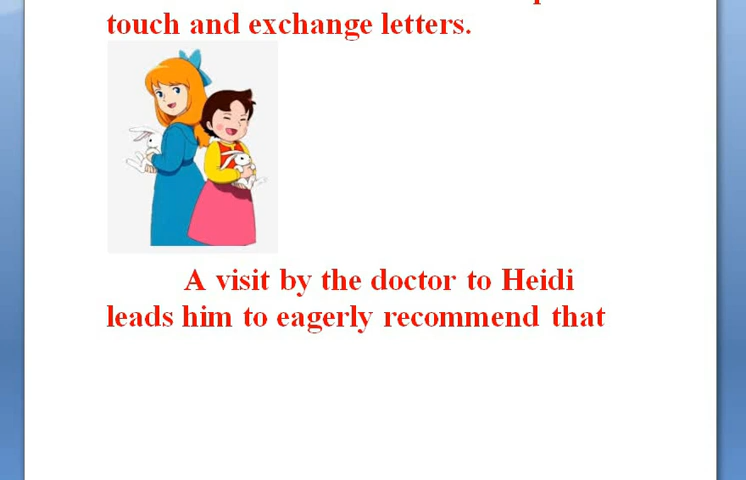 touch and exchange letters.
A visit by the doctor to Heidi
leads him to eagerly recommend that